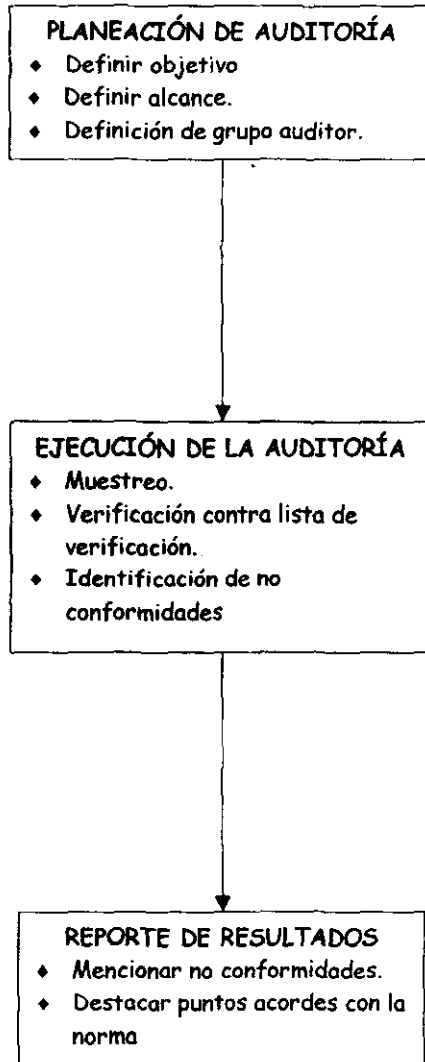 PLANEACIÓN DE AUDITORÍA
♦ Definir objetivo
♦ Definir alcance.
♦ Definición de grupo auditor.
EJECUCIÓN DE LA AUDITORÍA
♦ Muestreo.
♦ Verificación contra lista de
verificación.
♦ Identificación de no
conformidades
REPORTE DE RESULTADOS
♦ Mencionar no conformidades.
♦ Destacar puntos acordes con la
norma